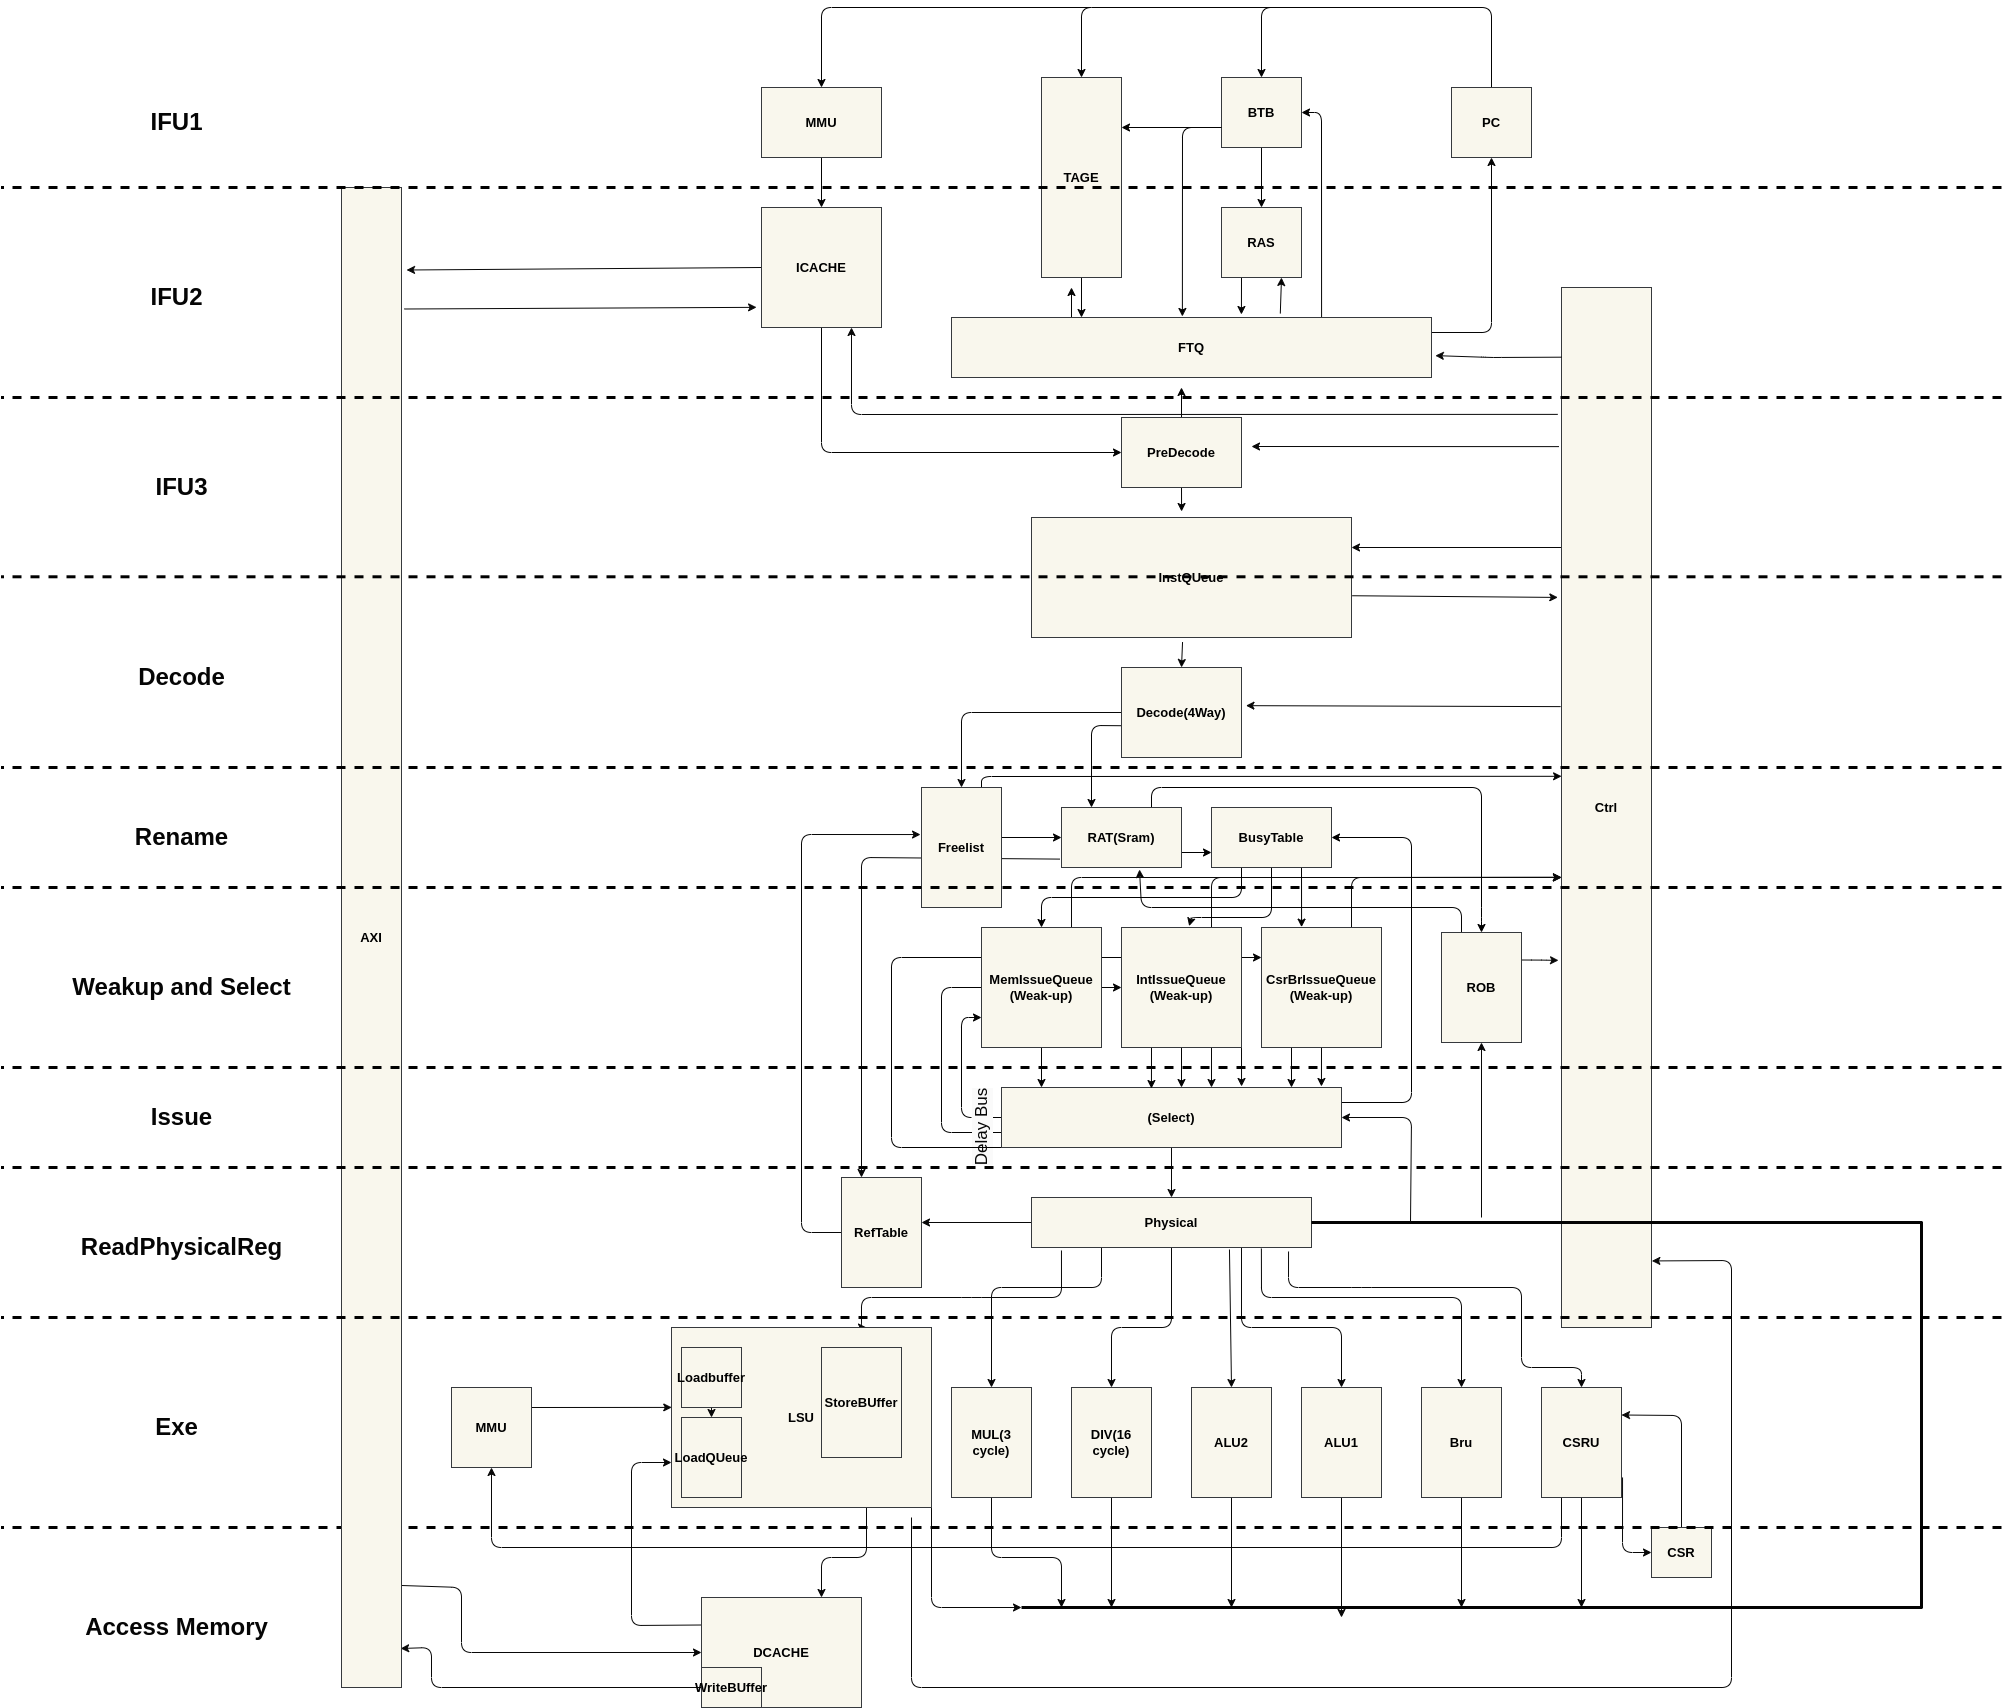 IFU1
MMU
TAGE
BTB
PC
IFU2
ICACHE
RAS
FTQ
IFU3
PreDecode
InstQUeue
Decode
Decode(4Way)
Ctrl
Rename
Freelist
RAT(Sram)
BusyTable
AXI
Weakup and Select
MemIssueQueue
(Weak-up)
IntIssueQueue
(Weak-up)
CsrBrIssueQueue
(Weak-up)
ROB
Issue
Delay Bus
(Select)
ReadPhysicalReg
RefTable
Physical
Exe
MMU
Loadbuffer
LoadQUeue
LSU
StoreBUffer
MUL(3
cycle)
DIV(16
cycle)
ALU2
ALU1
Bru
CSRU
CSR
Access Memory
DCACHE
WriteBUffer